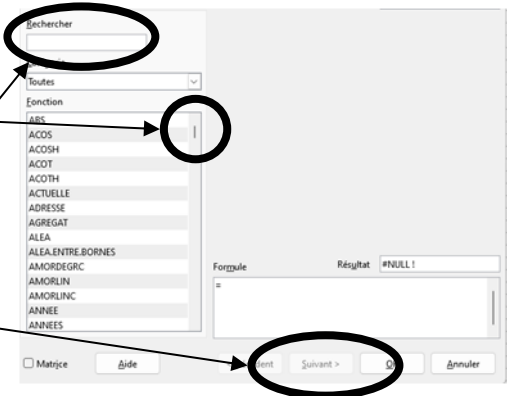 Rechercher
Toutes
Fonction
ABS
ACOS
ACOSH
ACOT
ACOTH
ACTUELLE
ADRESSE
AGREGAT
ALEA
ALEA.ENTRE.BORNES
AMORDEGRC
AMORLIN
AMORLINC
ANNEE
ANNEES
Formule Résultat #NULL !
=
Matrice Aide Suivant > Annuler